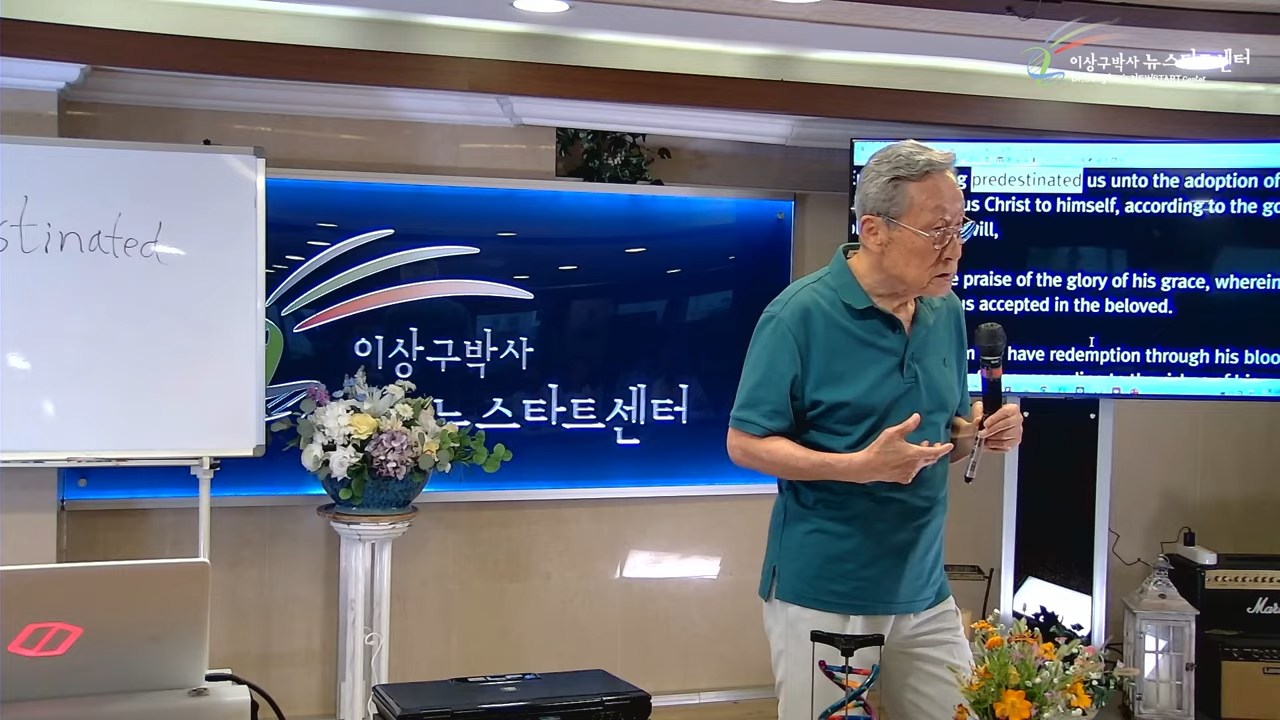 이상구박사 뉴스타트센터
stinated
이상구박사
뉴스타트센터
predestinated us unto the adoption of
us Christ to himself, according to the
will,
praise of the glory of his grace, wherein
us accepted in the beloved.
have redemption through his